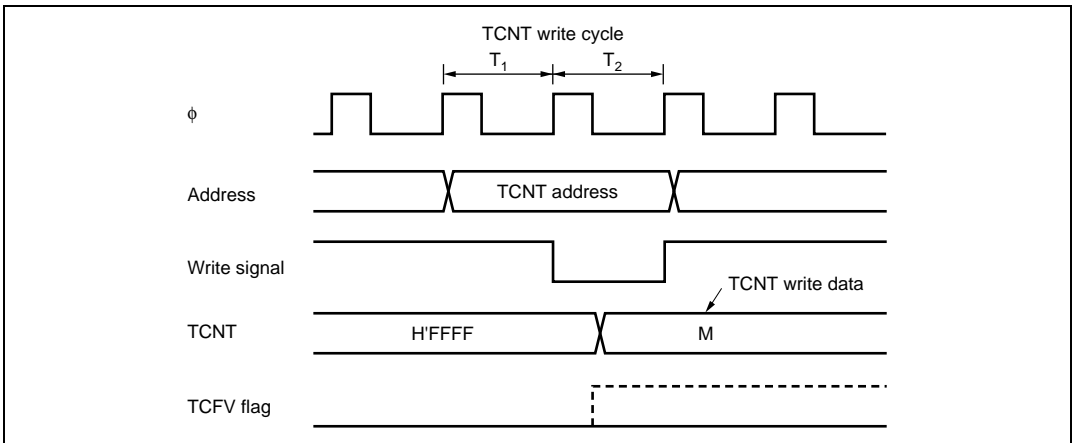 TCNT write cycle
T1 T2
ϕ
Address TCNT address
Write signal
TCNT write data
TCNT H'FFFF M
TCFV flag